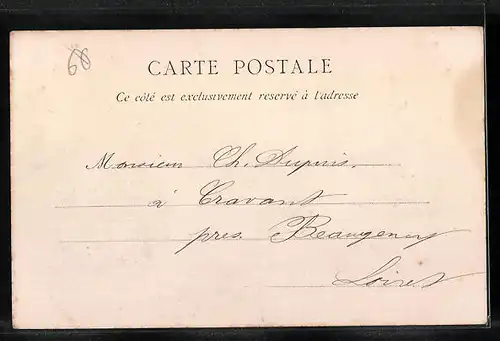 68
CARTE POSTALE
Ce côté est exclusivement reservé à l'adresse
Monsieur Ch. Dupuis.
à Cravant
près Beaugency
Loiret